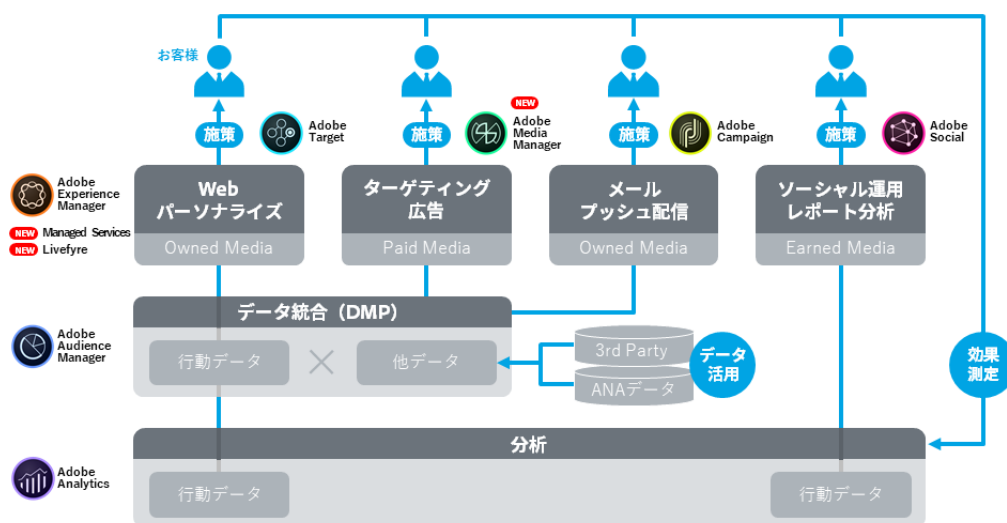 お客様
施策
Adobe
Target
施策
NEW
Adobe
Media
Manager
施策
Adobe
Campaign
施策
Adobe
Social
Adobe
Experience
Manager
NEW Managed Services
NEW Livefyre
Web
パーソナライズ
Owned Media
ターゲティング
広告
Paid Media
メール
プッシュ配信
Owned Media
ソーシャル運用
レポート分析
Earned Media
Adobe
Audience
Manager
データ統合（DMP）
行動データ
他データ
3rd Party
ANAデータ
データ
活用
効果
測定
Adobe
Analytics
分析
行動データ
行動データ